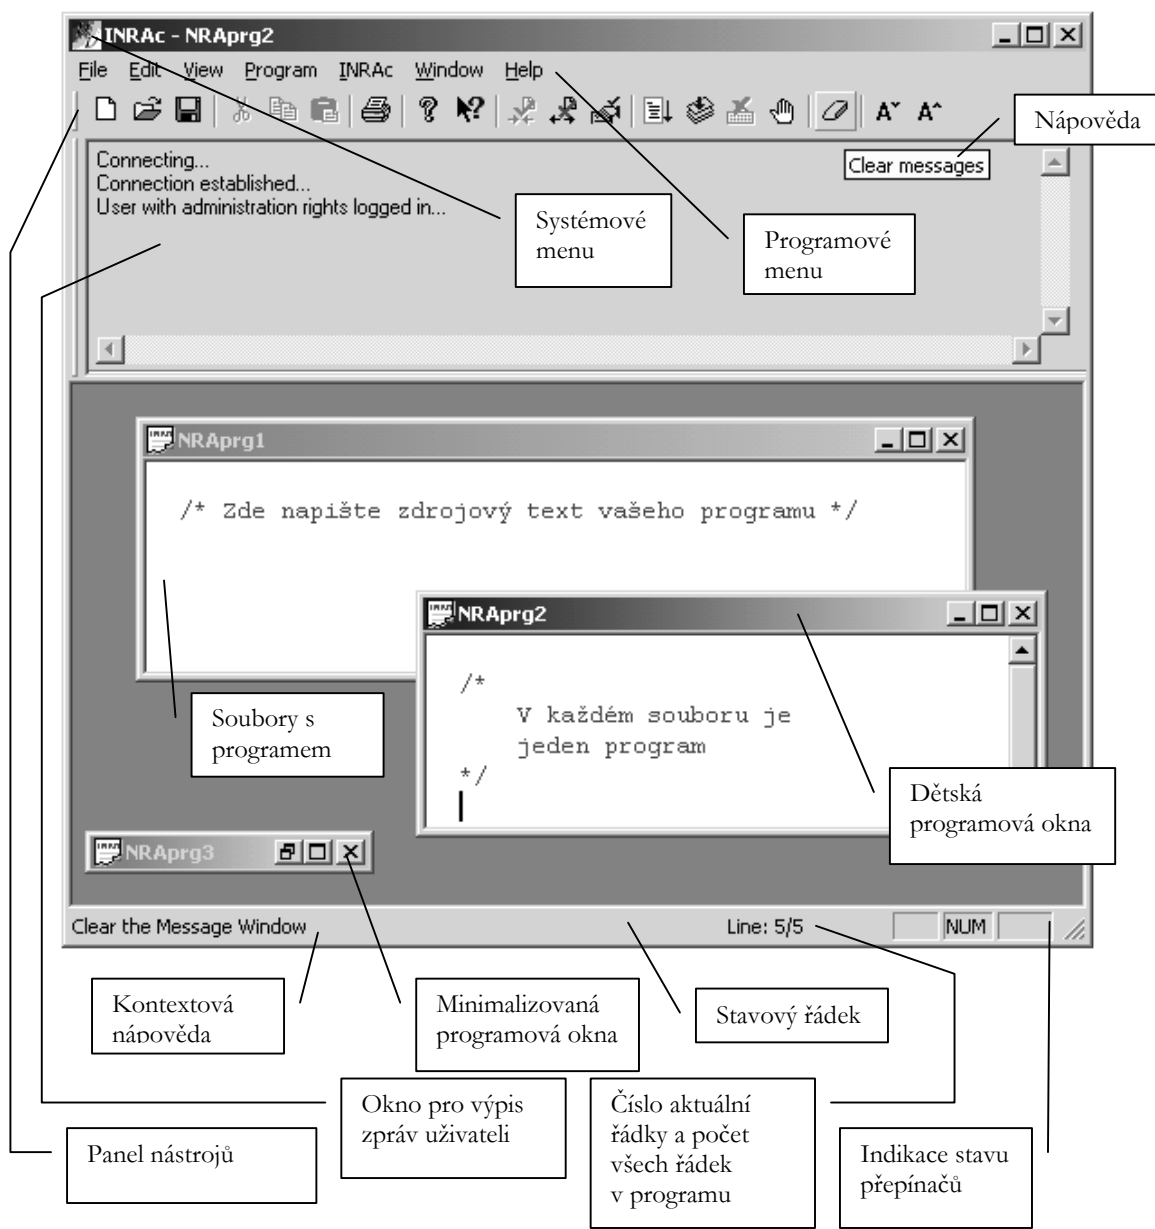 INRAc - NRAprg2
File Edit View Program INRAc Window Help
A A
Nápověda
Connecting...
Connection established...
User with administration rights logged in...
Clear messages
Systémové
menu
Programové
menu
NRAprg1
/* Zde napište zdrojový text vašeho programu */
NRAprg2
/*
V každém souboru je
jeden program
*/
Soubory s
programem
Dětská
programová okna
NRAprg3
Clear the Message Window
Line: 5/5
NUM
Kontextová
nápověda
Minimalizovaná
programová okna
Stavový řádek
Okno pro výpis
zpráv uživateli
Číslo aktuální
řádky a počet
všech řádek
v programu
Panel nástrojů
Indikace stavu
přepínačů